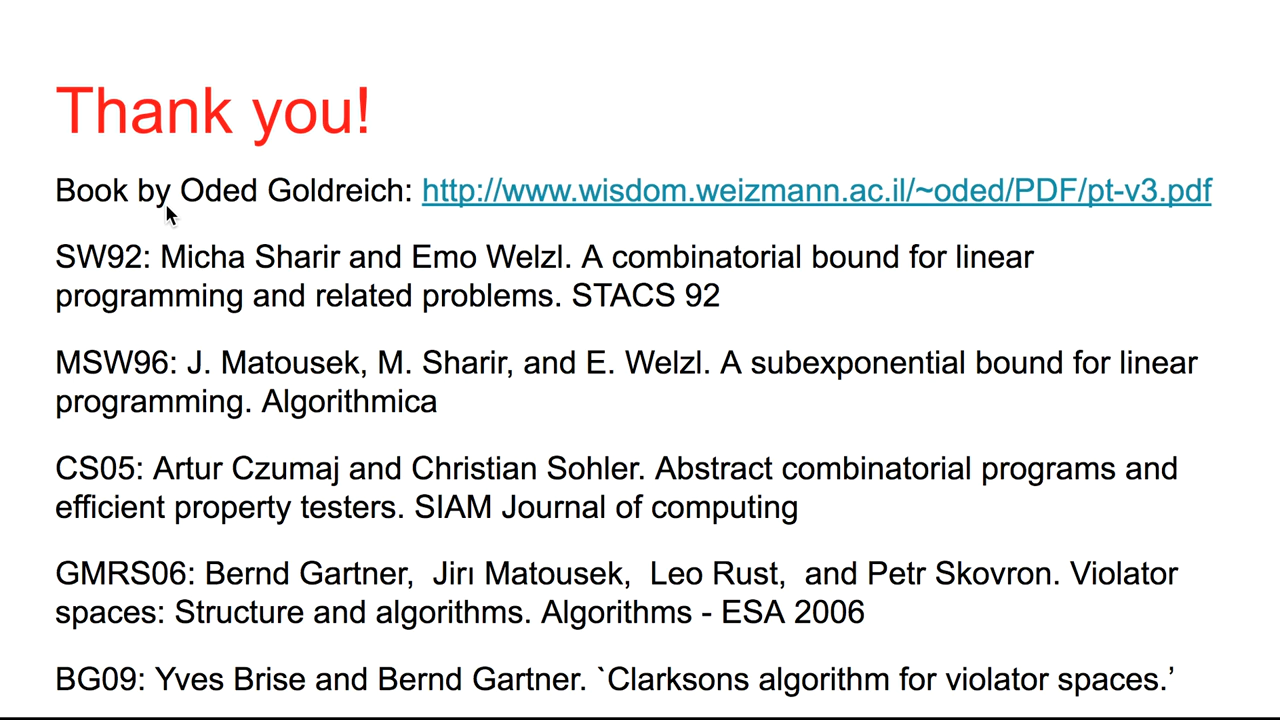 Thank you!
Book by Oded Goldreich: http://www.wisdom.weizmann.ac.il/~oded/PDF/pt-v3.pdf
SW92: Micha Sharir and Emo Welzl. A combinatorial bound for linear
programming and related problems. STACS 92
MSW96: J. Matousek, M. Sharir, and E. Welzl. A subexponential bound for linear
programming. Algorithmica
CS05: Artur Czumaj and Christian Sohler. Abstract combinatorial programs and
efficient property testers. SIAM Journal of computing
GMRS06: Bernd Gartner,  Jirı Matousek,  Leo Rust,  and Petr Skovron. Violator
spaces: Structure and algorithms. Algorithms - ESA 2006
BG09: Yves Brise and Bernd Gartner. `Clarksons algorithm for violator spaces.’